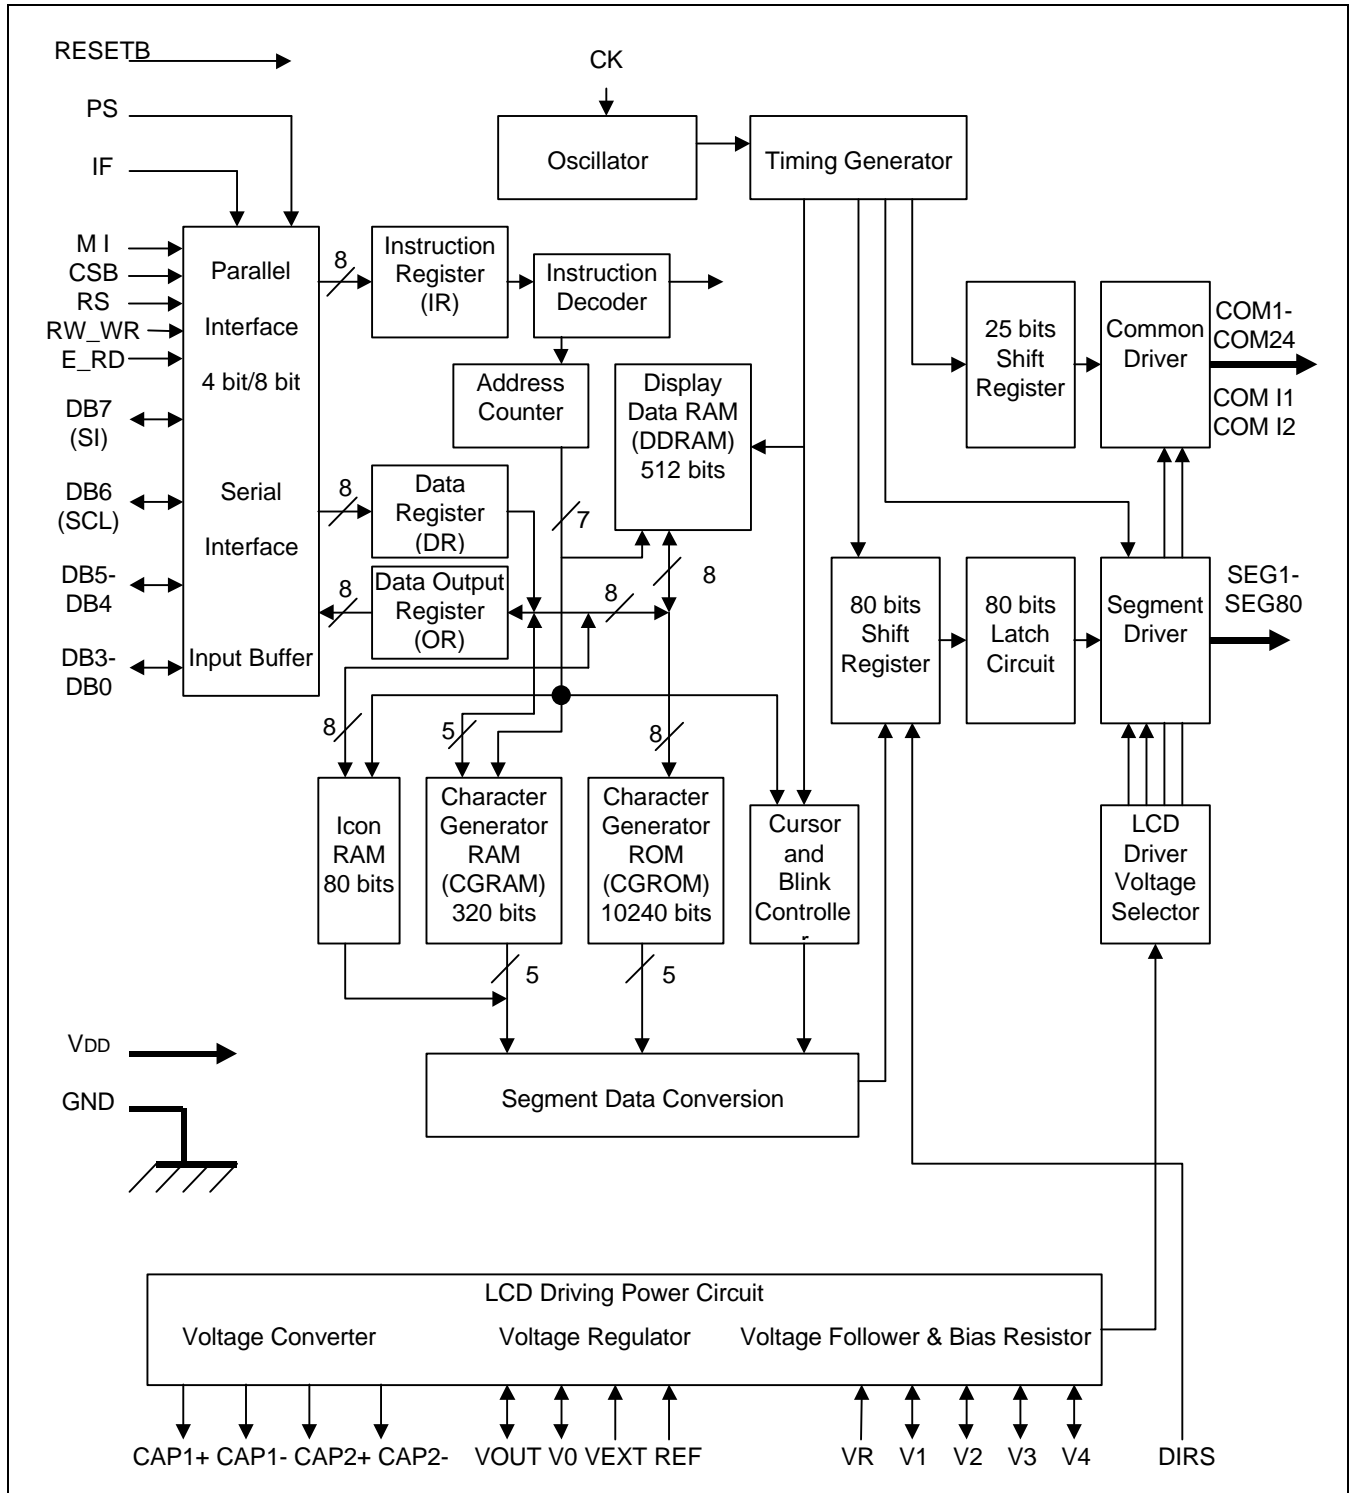 RESETB
PS
IF
CK
Oscillator
Timing Generator
M I
CSB
RS
RW_WR
E_RD
DB7
(SI)
DB6
(SCL)
DB5-
DB4
DB3-
DB0
Parallel
Interface
4 bit/8 bit
Serial
Interface
Input Buffer
8
Instruction
Register
(IR)
Instruction
Decoder
Address
Counter
Display
Data RAM
(DDRAM)
512 bits
25 bits
Shift
Register
Common
Driver
COM1-
COM24
COM I1
COM I2
8
Data
Register
(DR)
7
8
Data Output
Register
(OR)
8
8
80 bits
Shift
Register
80 bits
Latch
Circuit
Segment
Driver
SEG1-
SEG80
8
5
8
Icon
RAM
80 bits
Character
Generator
RAM
(CGRAM)
320 bits
Character
Generator
ROM
(CGROM)
10240 bits
Cursor
and
Blink
Controlle
r
LCD
Driver
Voltage
Selector
5
5
VDD
GND
Segment Data Conversion
LCD Driving Power Circuit
Voltage Converter
Voltage Regulator
Voltage Follower & Bias Resistor
CAP1+ CAP1- CAP2+ CAP2-
VOUT V0 VEXT REF
VR V1 V2 V3 V4
DIRS